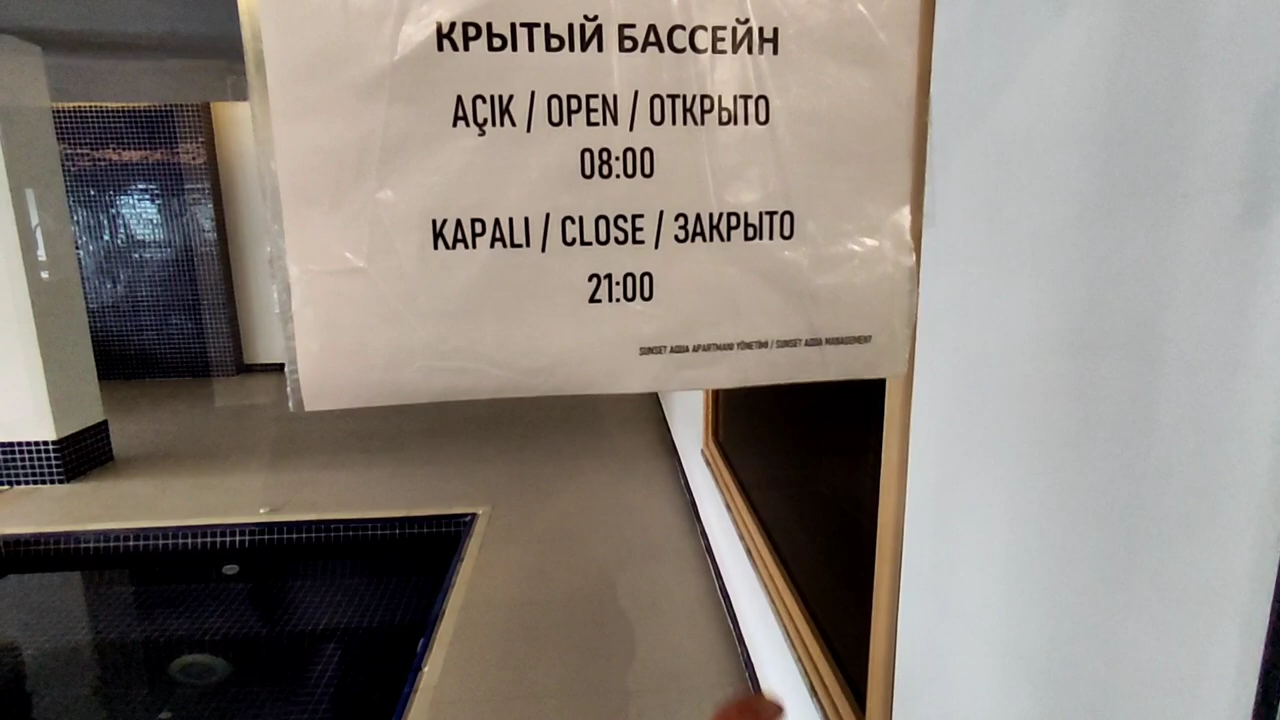 КРЫТЫЙ БАССЕЙН
AÇIK / OPEN / ОТКРЫТО
08:00
KAPALI / CLOSE / ЗАКРЫТО
21:00
SUNSET AQUA APARTMANI YÖNETİMİ / SUNSET AQUA MANAGEMENT